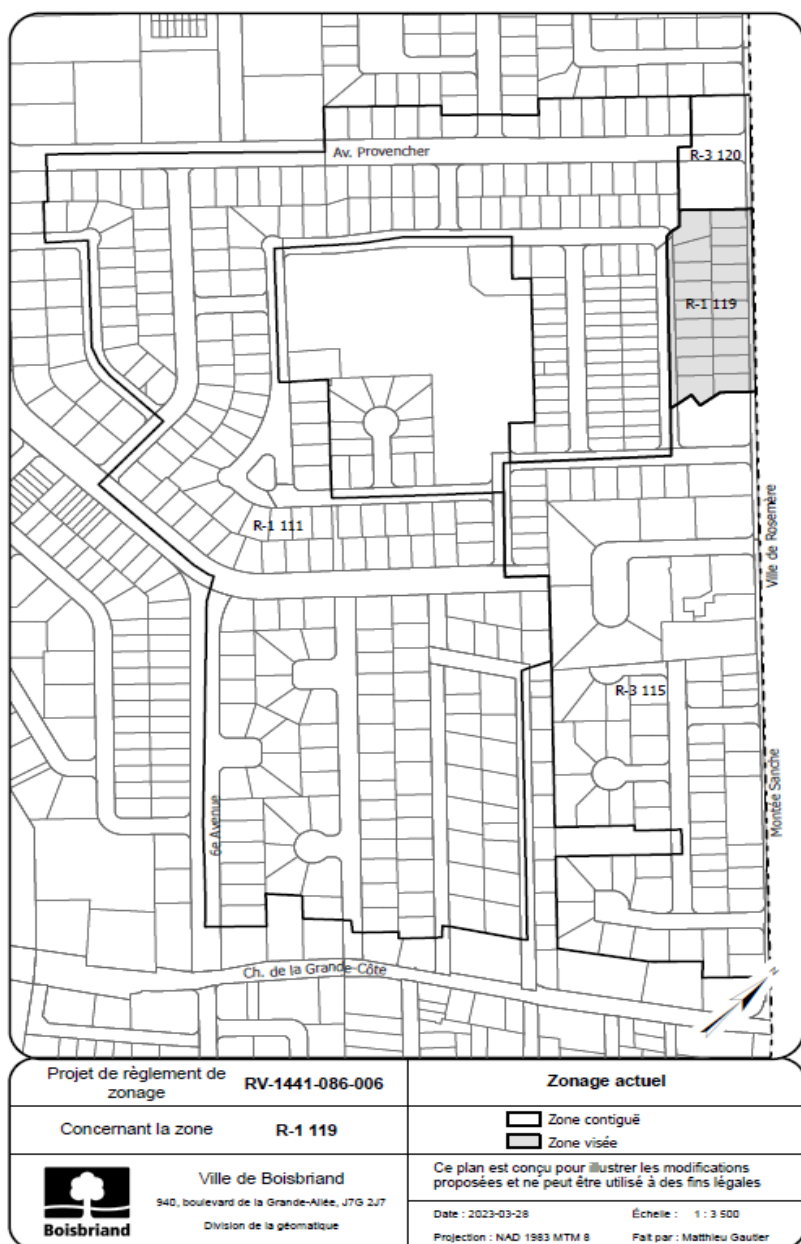 Av. Provencher
R-3 120
R-1 119
Ville de Rosemère
R-1 111
R-3 115
6e Avenue
Montée Sanche
Ch. de la Grande-Côte
N
Projet de règlement de zonage RV-1441-086-006
Concernant la zone R-1 119
Zonage actuel
Zone contiguë
Zone visée
Boisbriand
Ville de Boisbriand
940, boulevard de la Grande-Allée, J7G 2J7
Division de la géomatique
Ce plan est conçu pour illustrer les modifications
proposées et ne peut être utilisé à des fins légales
Date : 2023-03-28 Échelle : 1 : 3 500
Projection : NAD 1983 MTM 8 Fait par : Matthieu Gautier